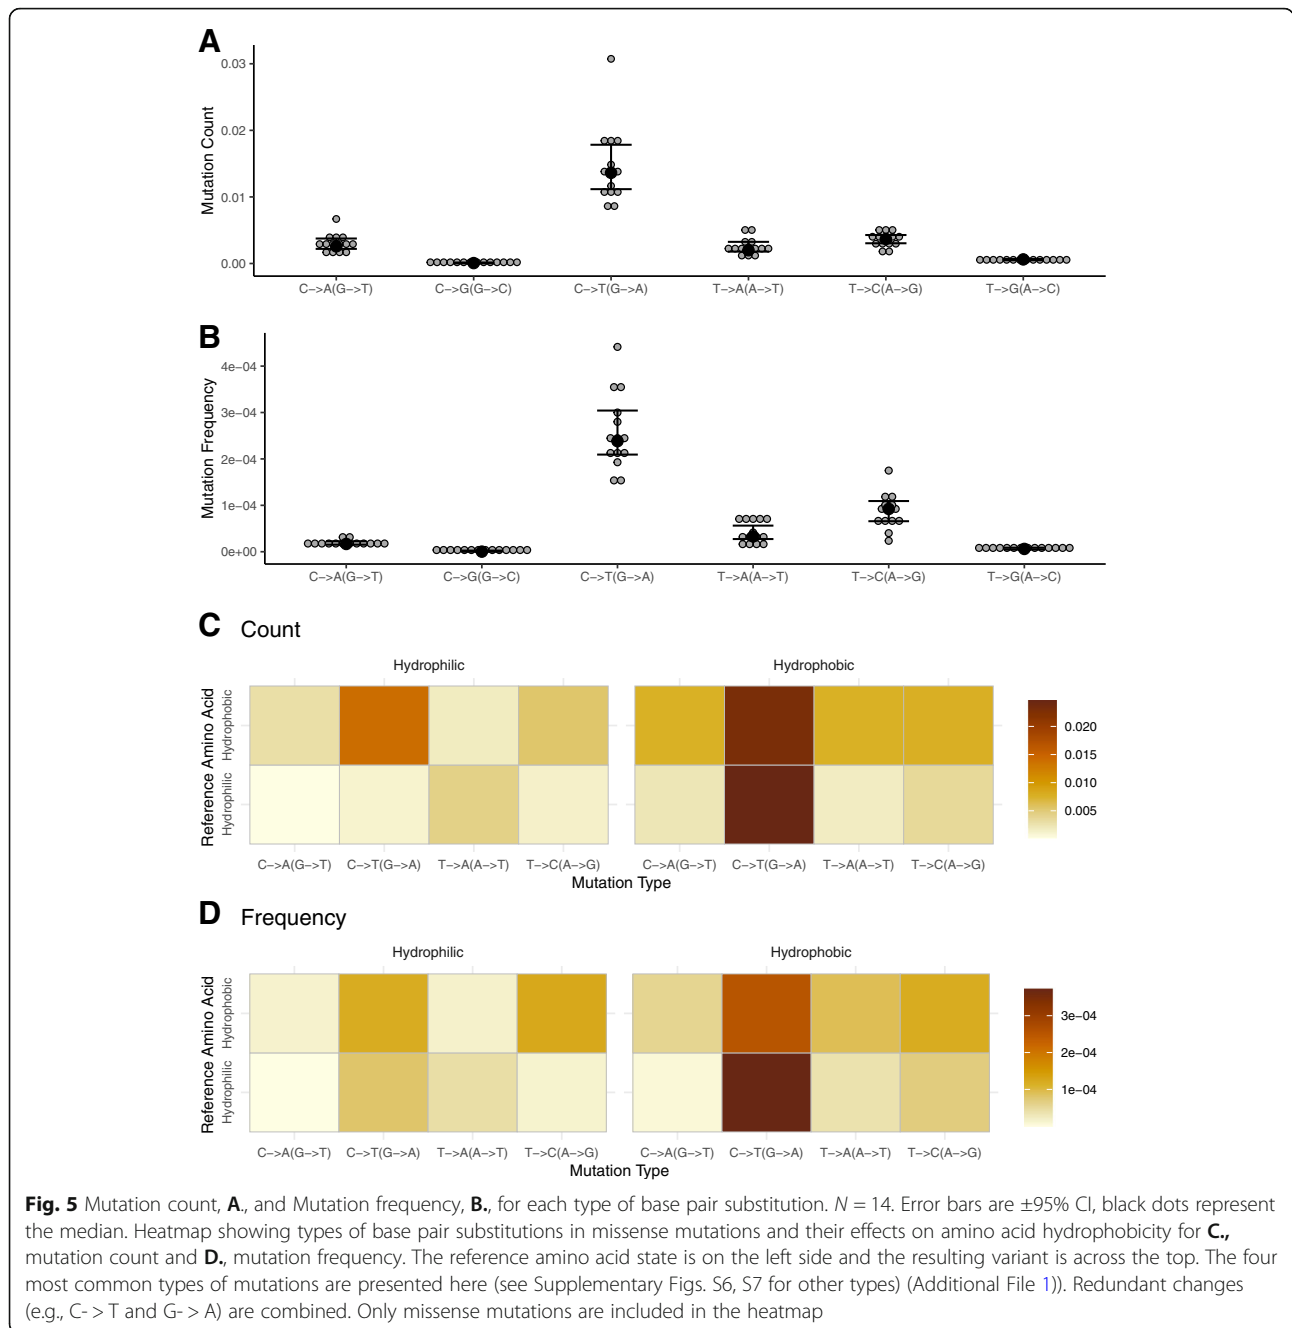 A
0.03
0.02
0.01
0.00
Mutation Count
C−>A(G−>T) C−>G(G−>C) C−>T(G−>A) T−>A(A−>T) T−>C(A−>G) T−>G(A−>C)
B
4e−04
3e−04
2e−04
1e−04
0e+00
Mutation Frequency
C−>A(G−>T) C−>G(G−>C) C−>T(G−>A) T−>A(A−>T) T−>C(A−>G) T−>G(A−>C)
C Count
Hydrophilic Hydrophobic
Reference Amino Acid
Hydrophobic
Hydrophilic
0.020
0.015
0.010
0.005
C−>A(G−>T) C−>T(G−>A) T−>A(A−>T) T−>C(A−>G) C−>A(G−>T) C−>T(G−>A) T−>A(A−>T) T−>C(A−>G)
Mutation Type
D Frequency
Hydrophilic Hydrophobic
Reference Amino Acid
Hydrophobic
Hydrophilic
3e−04
2e−04
1e−04
C−>A(G−>T) C−>T(G−>A) T−>A(A−>T) T−>C(A−>G) C−>A(G−>T) C−>T(G−>A) T−>A(A−>T) T−>C(A−>G)
Mutation Type
Fig. 5 Mutation count, A., and Mutation frequency, B., for each type of base pair substitution. N = 14. Error bars are ±95% CI, black dots represent
the median. Heatmap showing types of base pair substitutions in missense mutations and their effects on amino acid hydrophobicity for C.,
mutation count and D., mutation frequency. The reference amino acid state is on the left side and the resulting variant is across the top. The four
most common types of mutations are presented here (see Supplementary Figs. S6, S7 for other types) (Additional File 1)). Redundant changes
(e.g., C- > T and G- > A) are combined. Only missense mutations are included in the heatmap